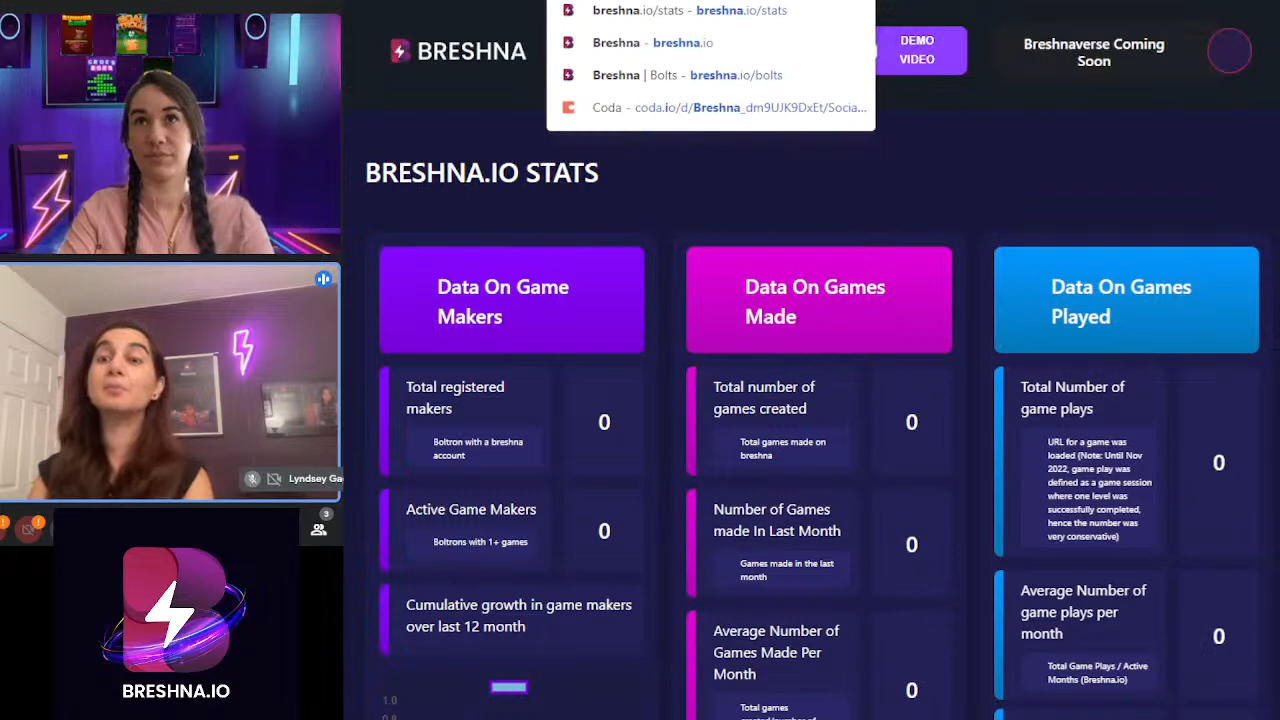 breshna.io/stats - breshna.io/stats
Breshna - breshna.io
Breshna | Bolts - breshna.io/bolts
Coda - coda.io/d/Breshna_dm9UJK9DxEt/Socia...
BRESHNA
DEMO
VIDEO
Breshnaverse Coming
Soon
BRESHNA.IO STATS
Data On Game
Makers
Total registered
makers
Boltron with a breshna
account
0
Active Game Makers
Boltrons with 1+ games
0
Cumulative growth in game makers
over last 12 month
1.0
Data On Games
Made
Total number of
games created
Total games made on
breshna
0
Number of Games
made In Last Month
Games made in the last
month
0
Average Number of
Games Made Per
Month
Total games
0
Data On Games
Played
Total Number of
game plays
URL for a game was
loaded (Note: Until Nov
2022, game play was
defined as a game session
where one level was
successfully completed,
hence the number was
very conservative)
0
Average Number of
game plays per
month
Total Game Plays / Active
Months (Breshna.io)
0
Lyndsey Ga
3
BRESHNA.IO